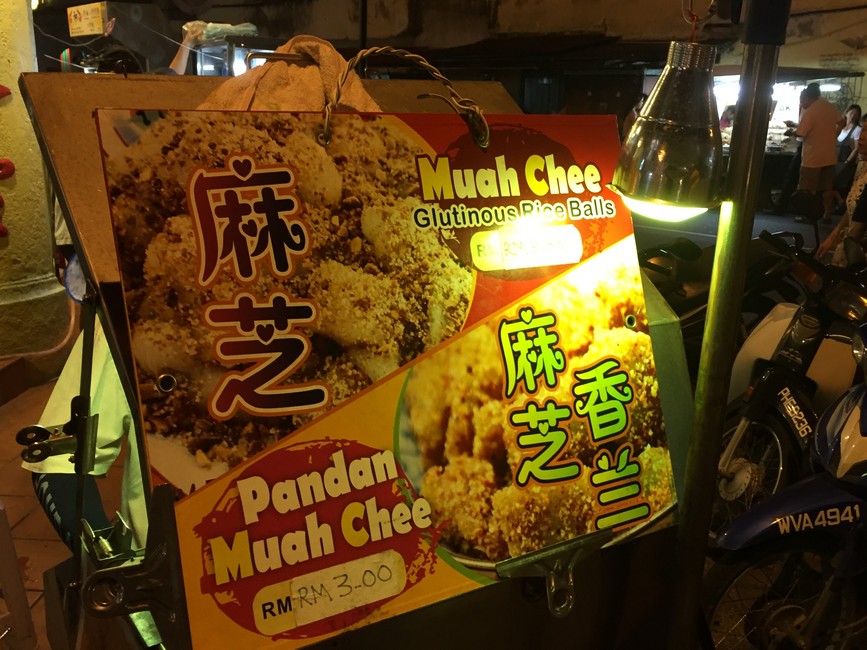 麻芝
Muah Chee
Glutinous Rice Balls
麻芝
香兰
Pandan
Muah Chee
RM RM 3-00
WVA4941